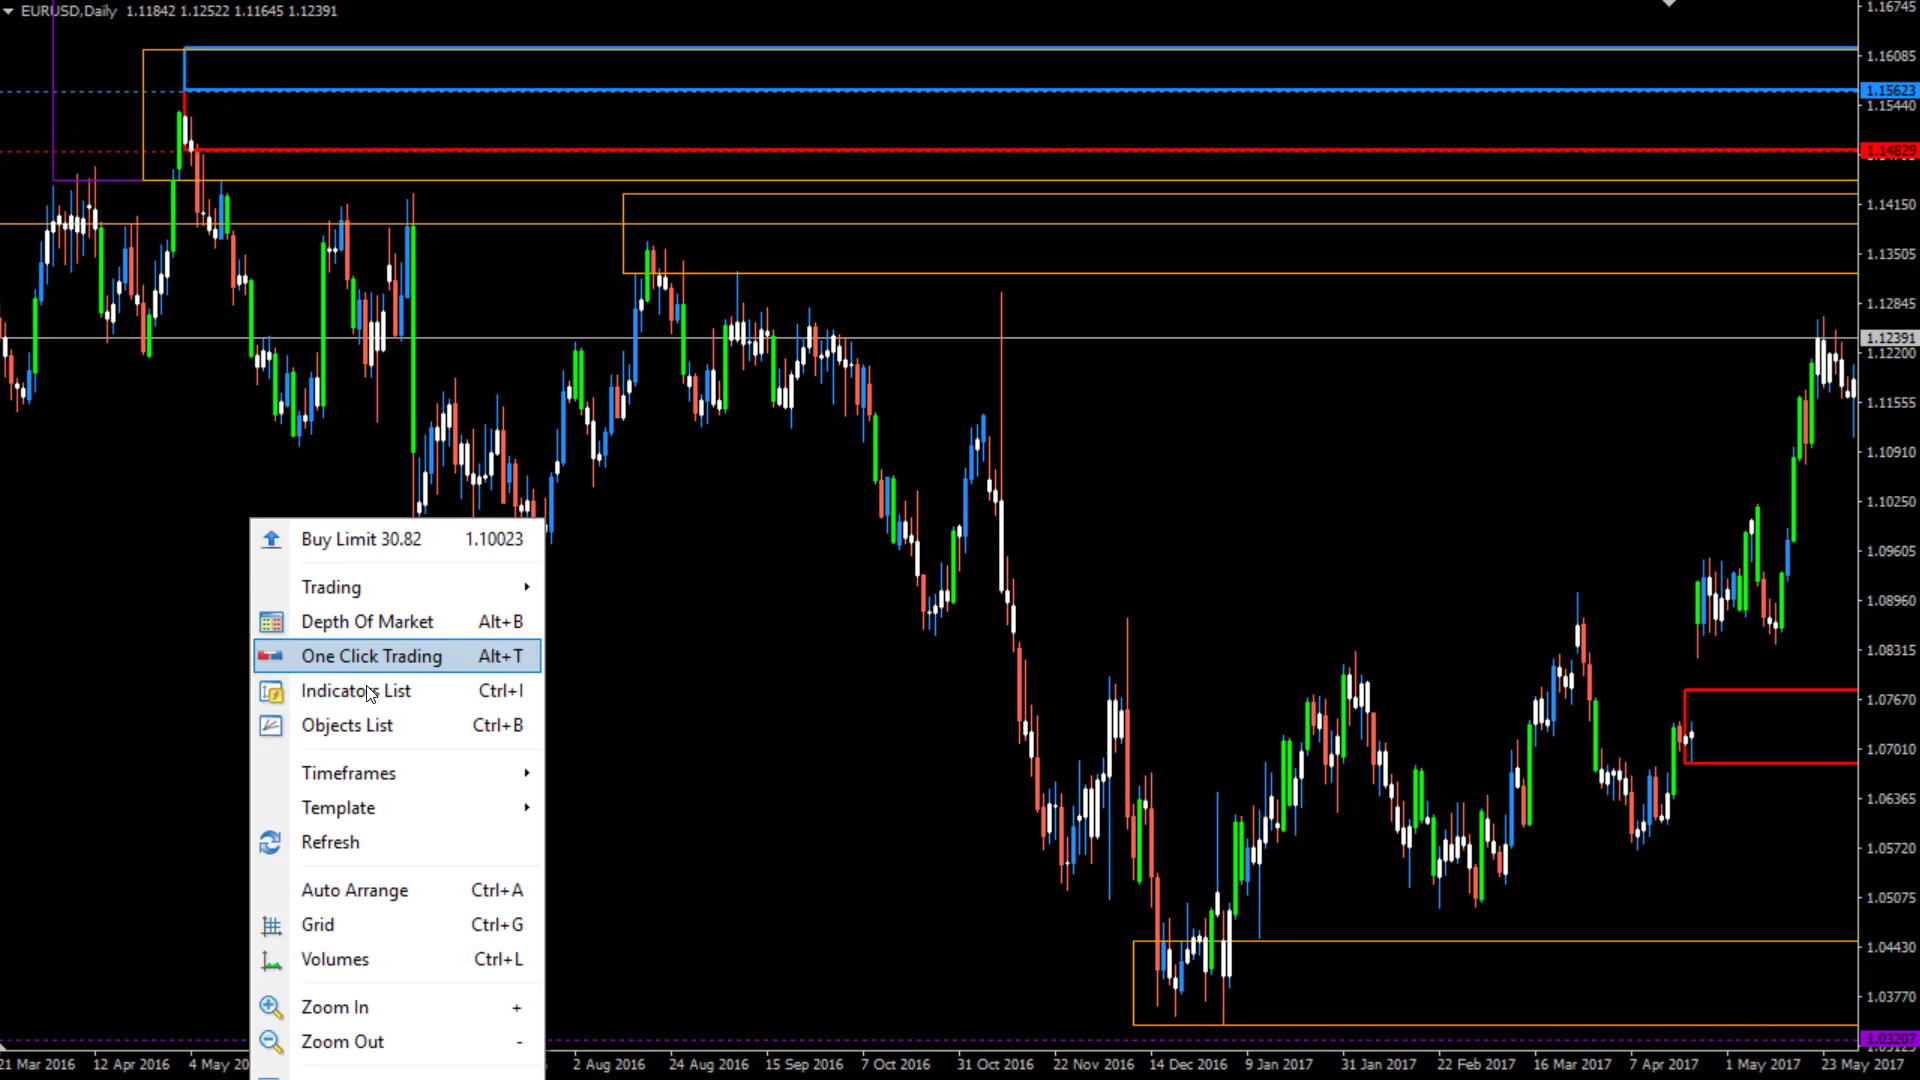 EURUSD,Daily 1.11842 1.12522 1.11645 1.12391
1.16745
1.16085
1.15623
1.15440
1.14829
1.14150
1.13505
1.12845
1.12391
1.12200
1.11555
1.10910
1.10250
1.09605
1.08960
1.08315
1.07670
1.07010
1.06365
1.05720
1.05075
1.04430
1.03770
1.03207
Buy Limit 30.82 1.10023
Trading
Depth Of Market Alt+B
One Click Trading Alt+T
Indicators List Ctrl+I
Objects List Ctrl+B
Timeframes
Template
Refresh
Auto Arrange Ctrl+A
Grid Ctrl+G
Volumes Ctrl+L
Zoom In +
Zoom Out -
21 Mar 2016 12 Apr 2016 4 May 2 Aug 2016 24 Aug 2016 15 Sep 2016 7 Oct 2016 31 Oct 2016 22 Nov 2016 14 Dec 2016 9 Jan 2017 31 Jan 2017 22 Feb 2017 16 Mar 2017 7 Apr 2017 1 May 2017 23 May 2017